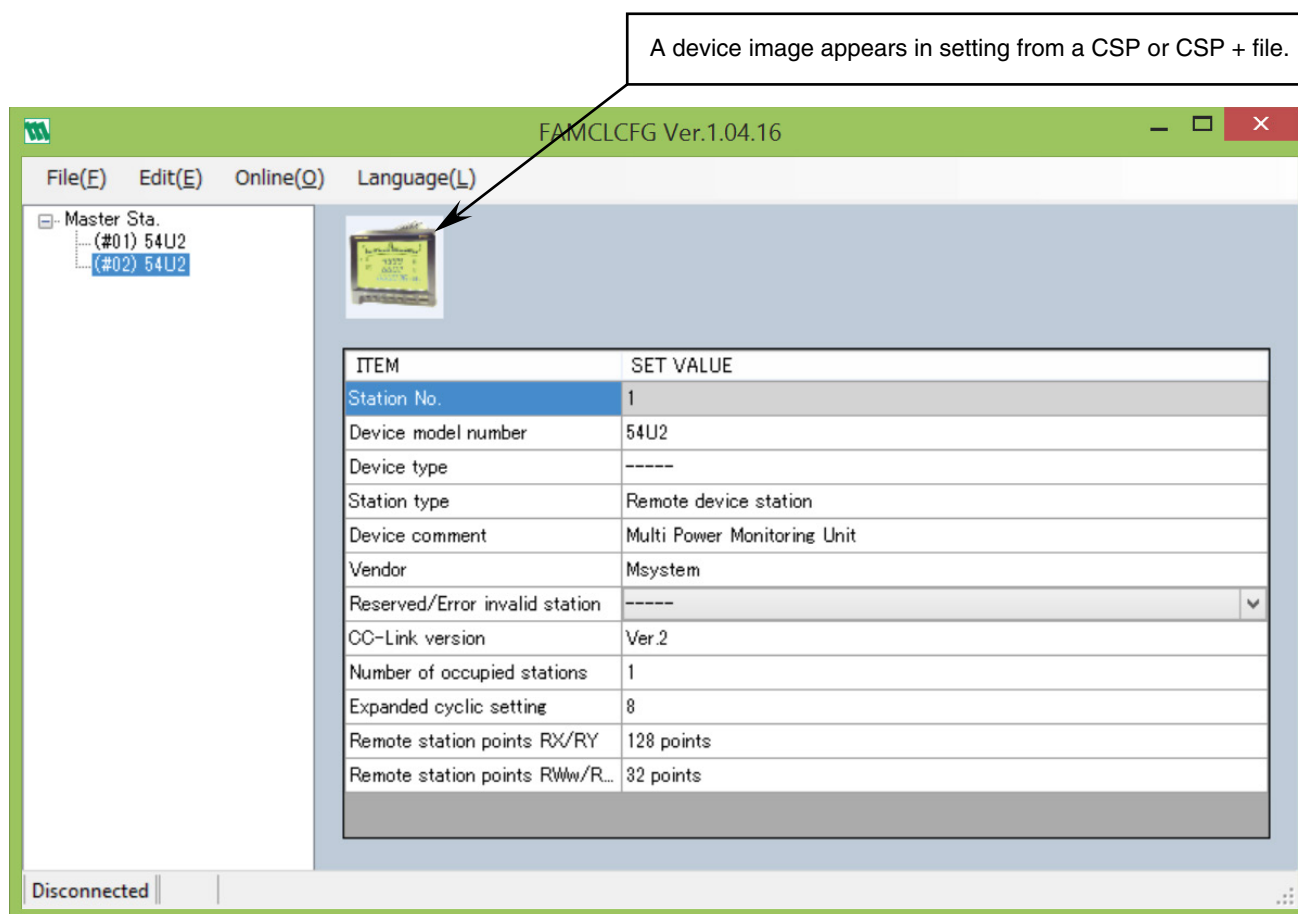 A device image appears in setting from a CSP or CSP + file.
FAMCLCFG Ver.1.04.16
File(F) Edit(E) Online(O) Language(L)
Master Sta.
(#01) 54U2
(#02) 54U2
ITEM SET VALUE
Station No. 1
Device model number 54U2
Device type -----
Station type Remote device station
Device comment Multi Power Monitoring Unit
Vendor Msystem
Reserved/Error invalid station -----
CC-Link version Ver.2
Number of occupied stations 1
Expanded cyclic setting 8
Remote station points RX/RY 128 points
Remote station points RWw/R... 32 points
Disconnected